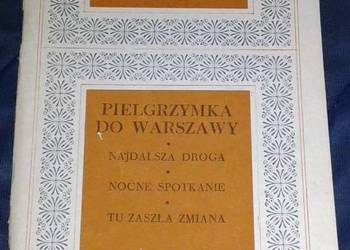 PIELGRZYMKA
DO WARSZAWY
NAJDALSZA DROGA
NOCNE SPOTKANIE
TU ZASZŁA ZMIANA